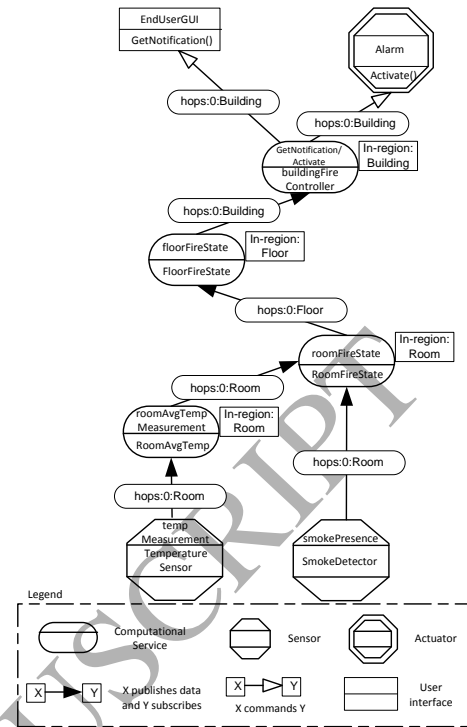 EndUserGUI
GetNotification()
Alarm
Activate()
hops:0:Building
hops:0:Building
GetNotification/
Activate
buildingFire
Controller
In-region:
Building
hops:0:Building
floorFireState
FloorFireState
In-region:
Floor
hops:0:Floor
roomFireState
RoomFireState
In-region:
Room
hops:0:Room
roomAvgTemp
Measurement
RoomAvgTemp
In-region:
Room
hops:0:Room
hops:0:Room
temp
Measurement
Temperature
Sensor
smokePresence
SmokeDetector
Legend
Computational
Service
Sensor
Actuator
X
Y
X publishes data
and Y subscribes
X
Y
X commands Y
User
interface
USCRIPT